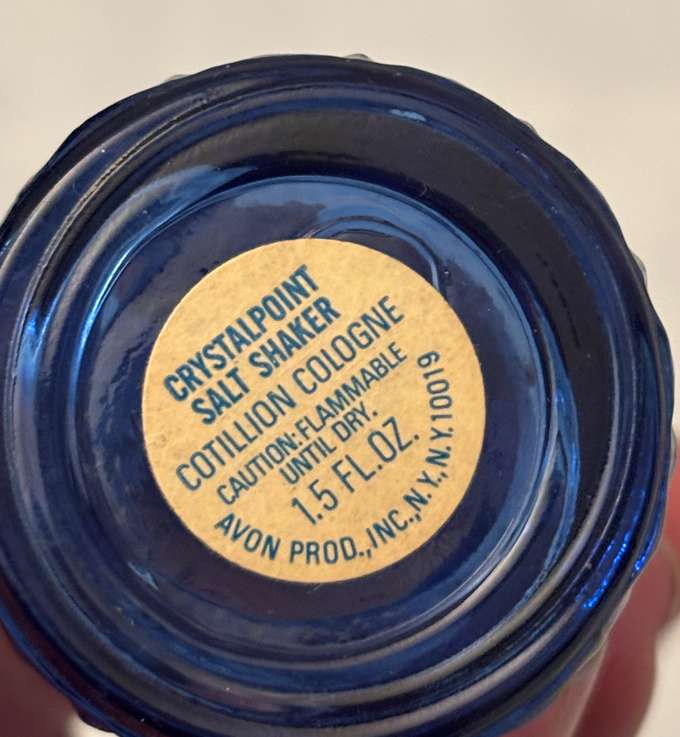 CRYSTALPOINT
SALT SHAKER
COTILLION COLOGNE
CAUTION:FLAMMABLE
UNTIL DRY.
1.5 FL.OZ.
AVON PROD.,INC.,N.Y.,N.Y.10019